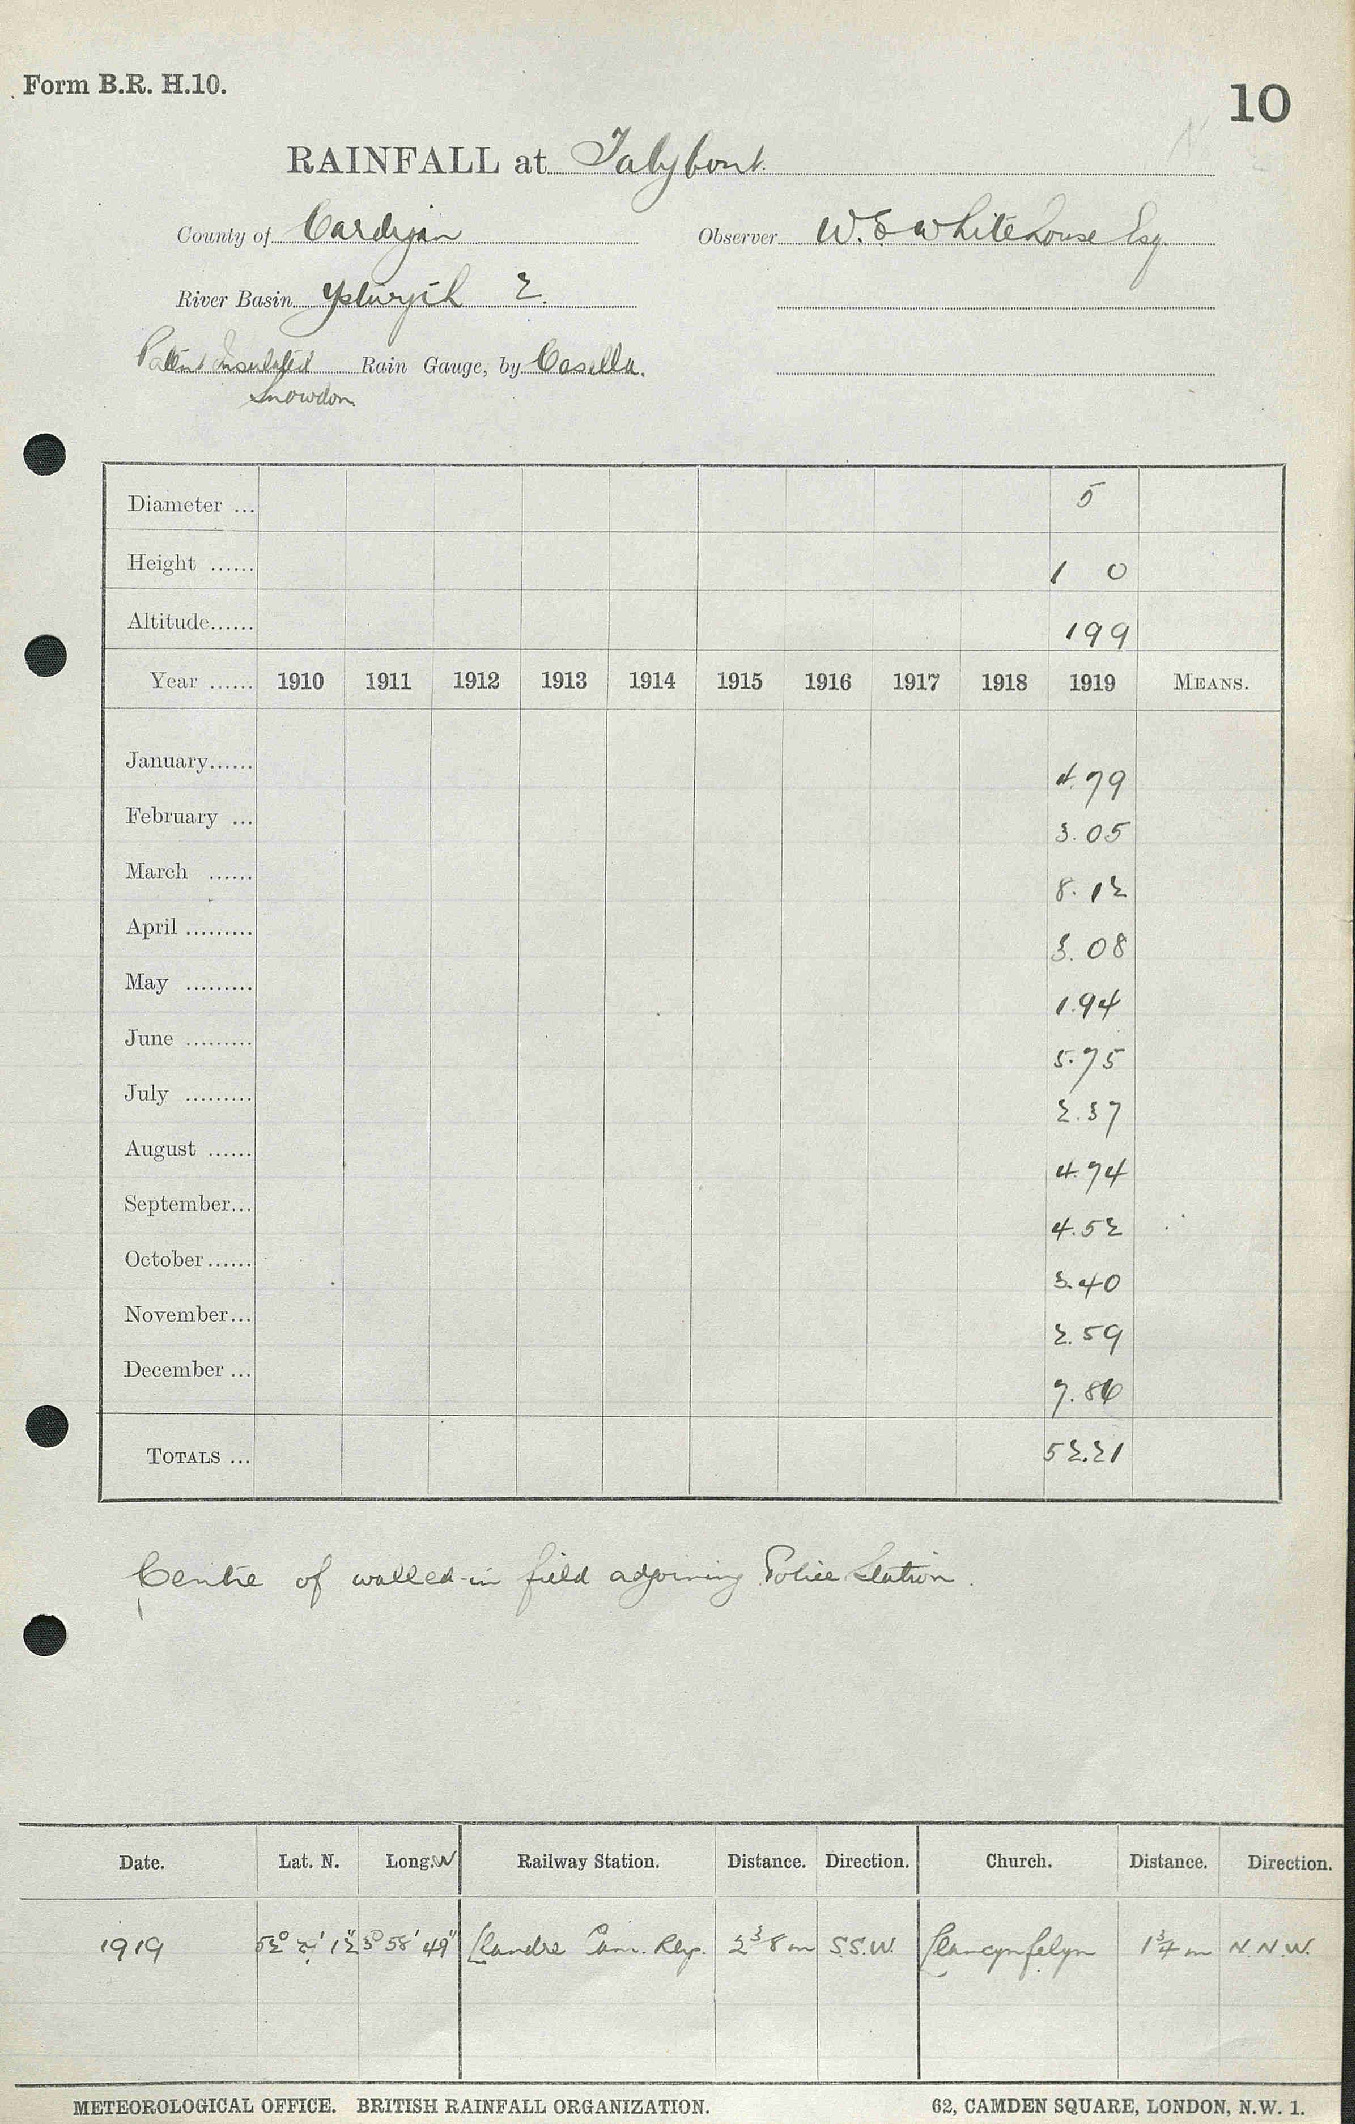 Form B.R. H.10.
10
RAINFALL at Talybont.
County of Cardigan Observer W. E. Whitehouse Esq
River Basin Ystwyth 2.
Patent Insulated Rain Gauge, by Casella.
Snowdon
Diameter ... 5
Height ...... 1 0
Altitude...... 199
Year ...... 1910 1911 1912 1913 1914 1915 1916 1917 1918 1919 MEANS.
January...... 4.79
February ... 3.05
March ...... 8.12
April ......... 3.08
May ......... 1.94
June ......... 5.75
July ......... 2.37
August ...... 4.74
September... 4.52
October...... 3.40
November... 2.59
December ... 7.86
TOTALS ... 52.21
Centre of walled-in field adjoining Police Station.
Date. Lat. N. Long. W Railway Station. Distance. Direction. Church. Distance. Direction.
1919 52° 12" 3° 58' 49" Llandre Cam. Rly. 2 3/8 m S.S.W. Llancynfelyn 1 3/4 m N.N.W.
METEOROLOGICAL OFFICE. BRITISH RAINFALL ORGANIZATION. 62, CAMDEN SQUARE, LONDON, N.W. 1.